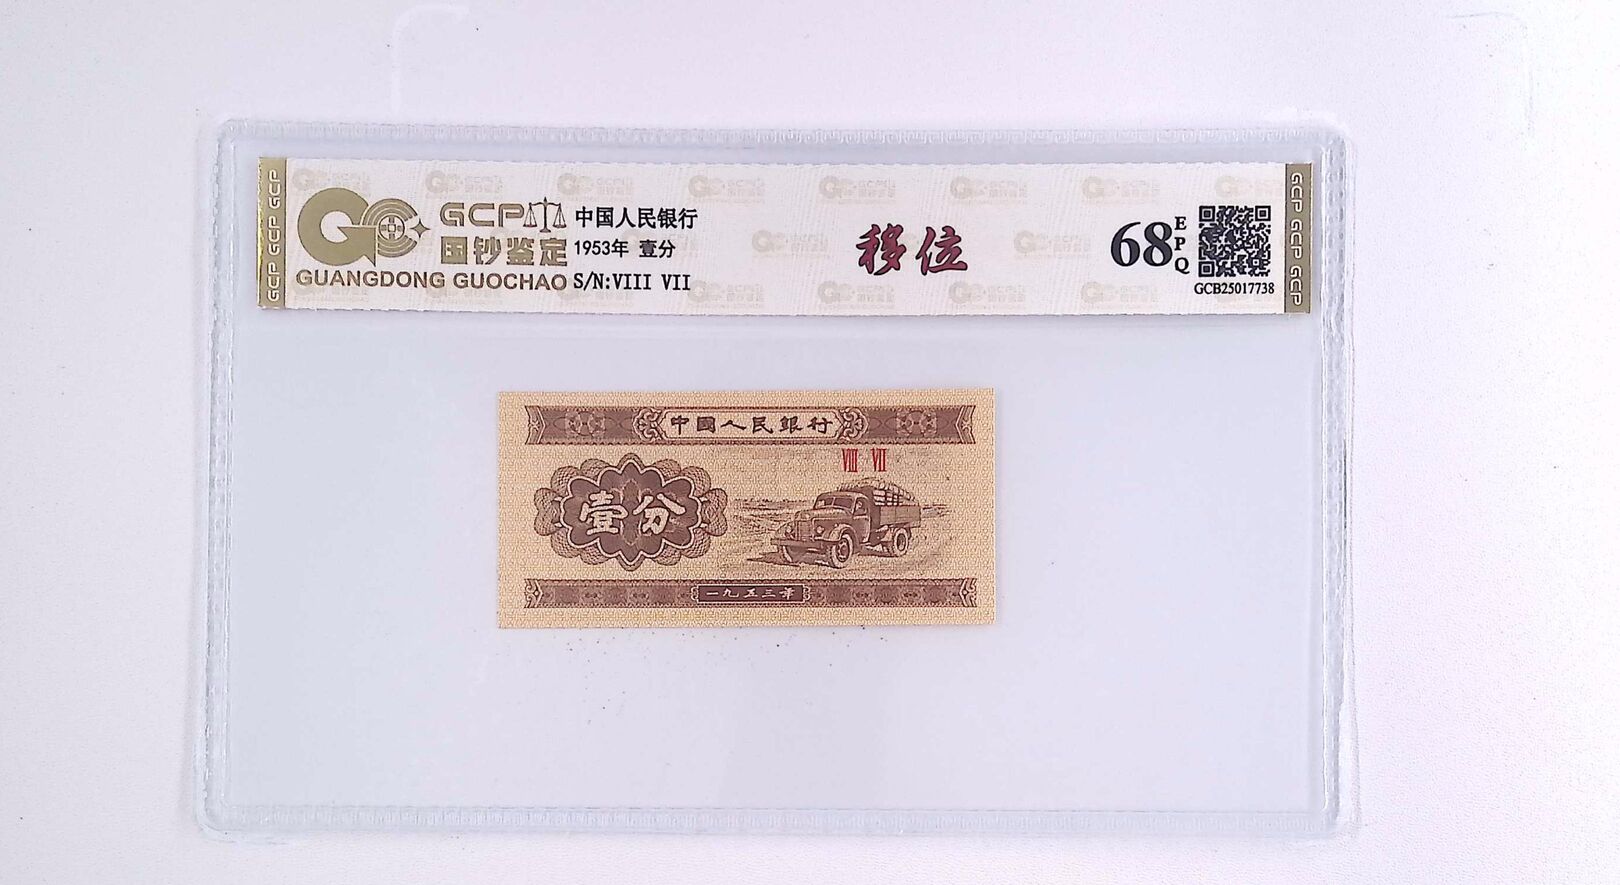 GCP GCP GCP
GCP
国钞鉴定
GUANGDONG GUOCHAO
中国人民银行
1953年 壹分
S/N:VIII VII
移位
68
EPQ
GCB25017738
GCP GCP GCP
中國人民銀行
VIII VII
壹分
一九五三年